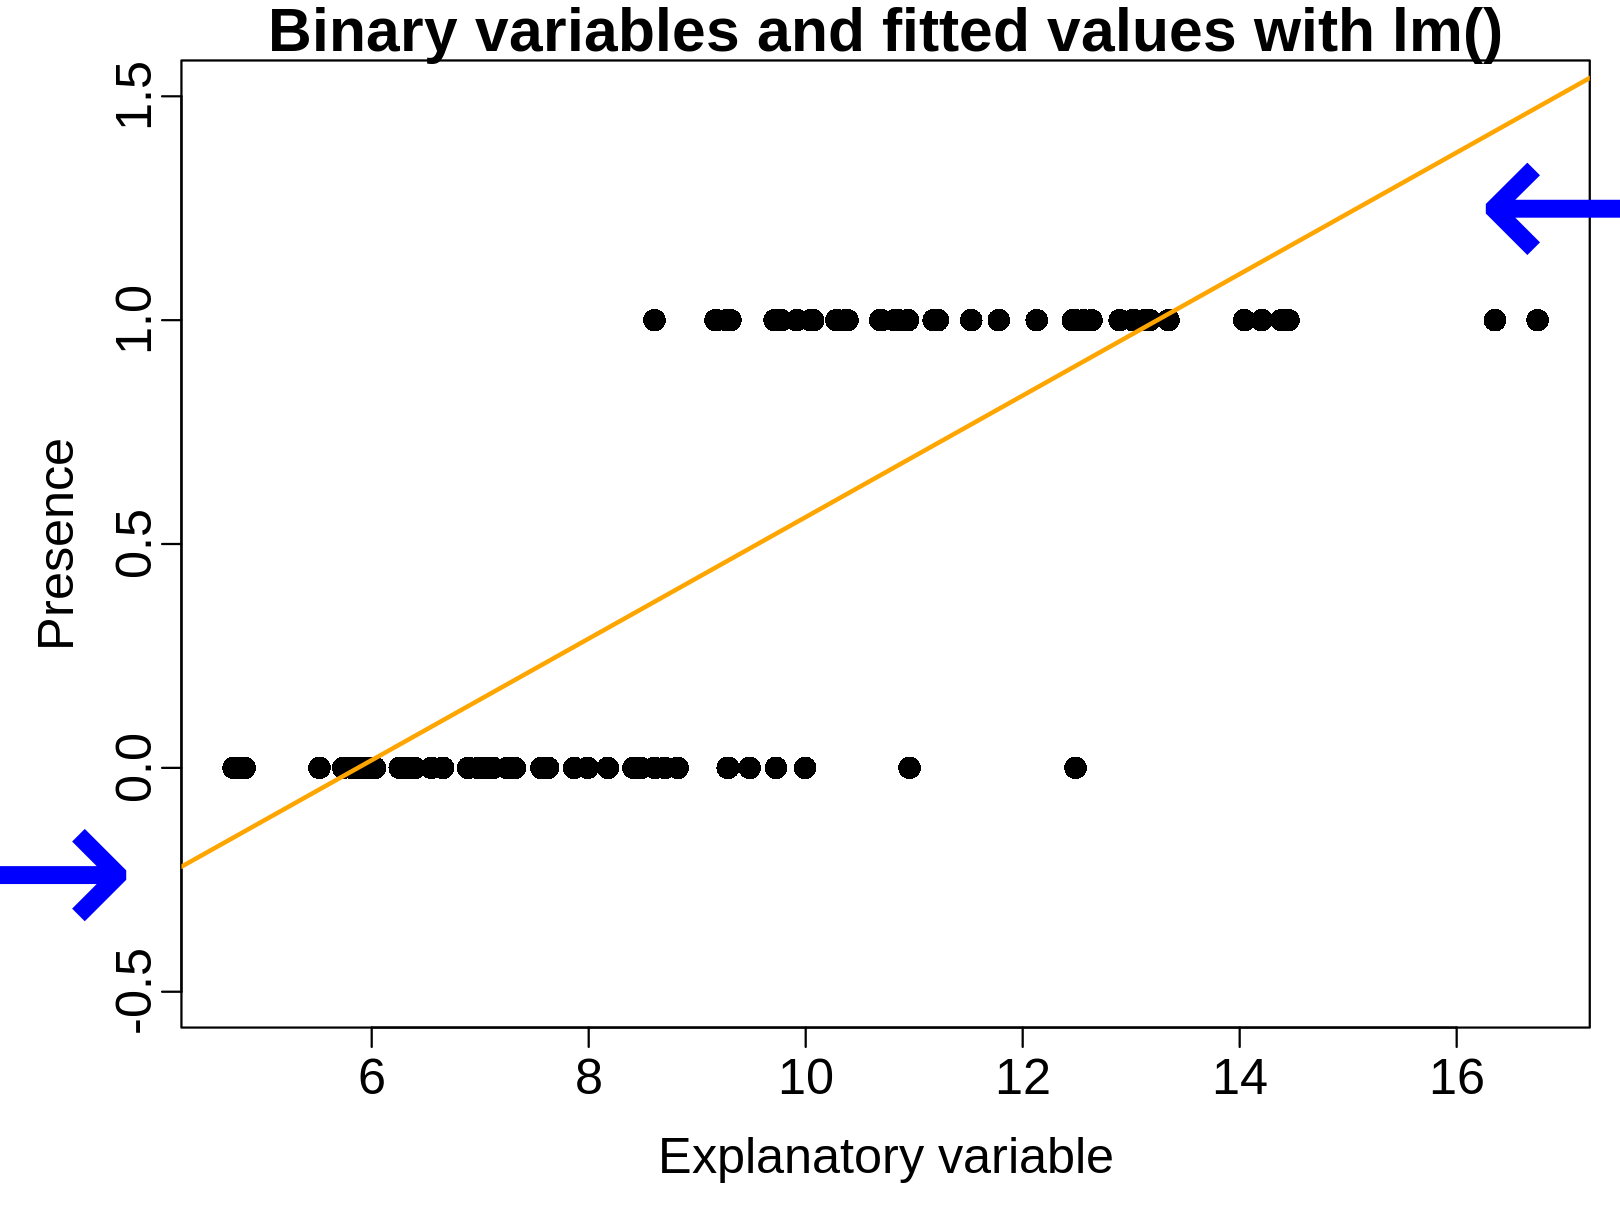 Binary variables and fitted values with lm()
1.5
1.0
0.5
0.0
-0.5
Presence
6 8 10 12 14 16
Explanatory variable